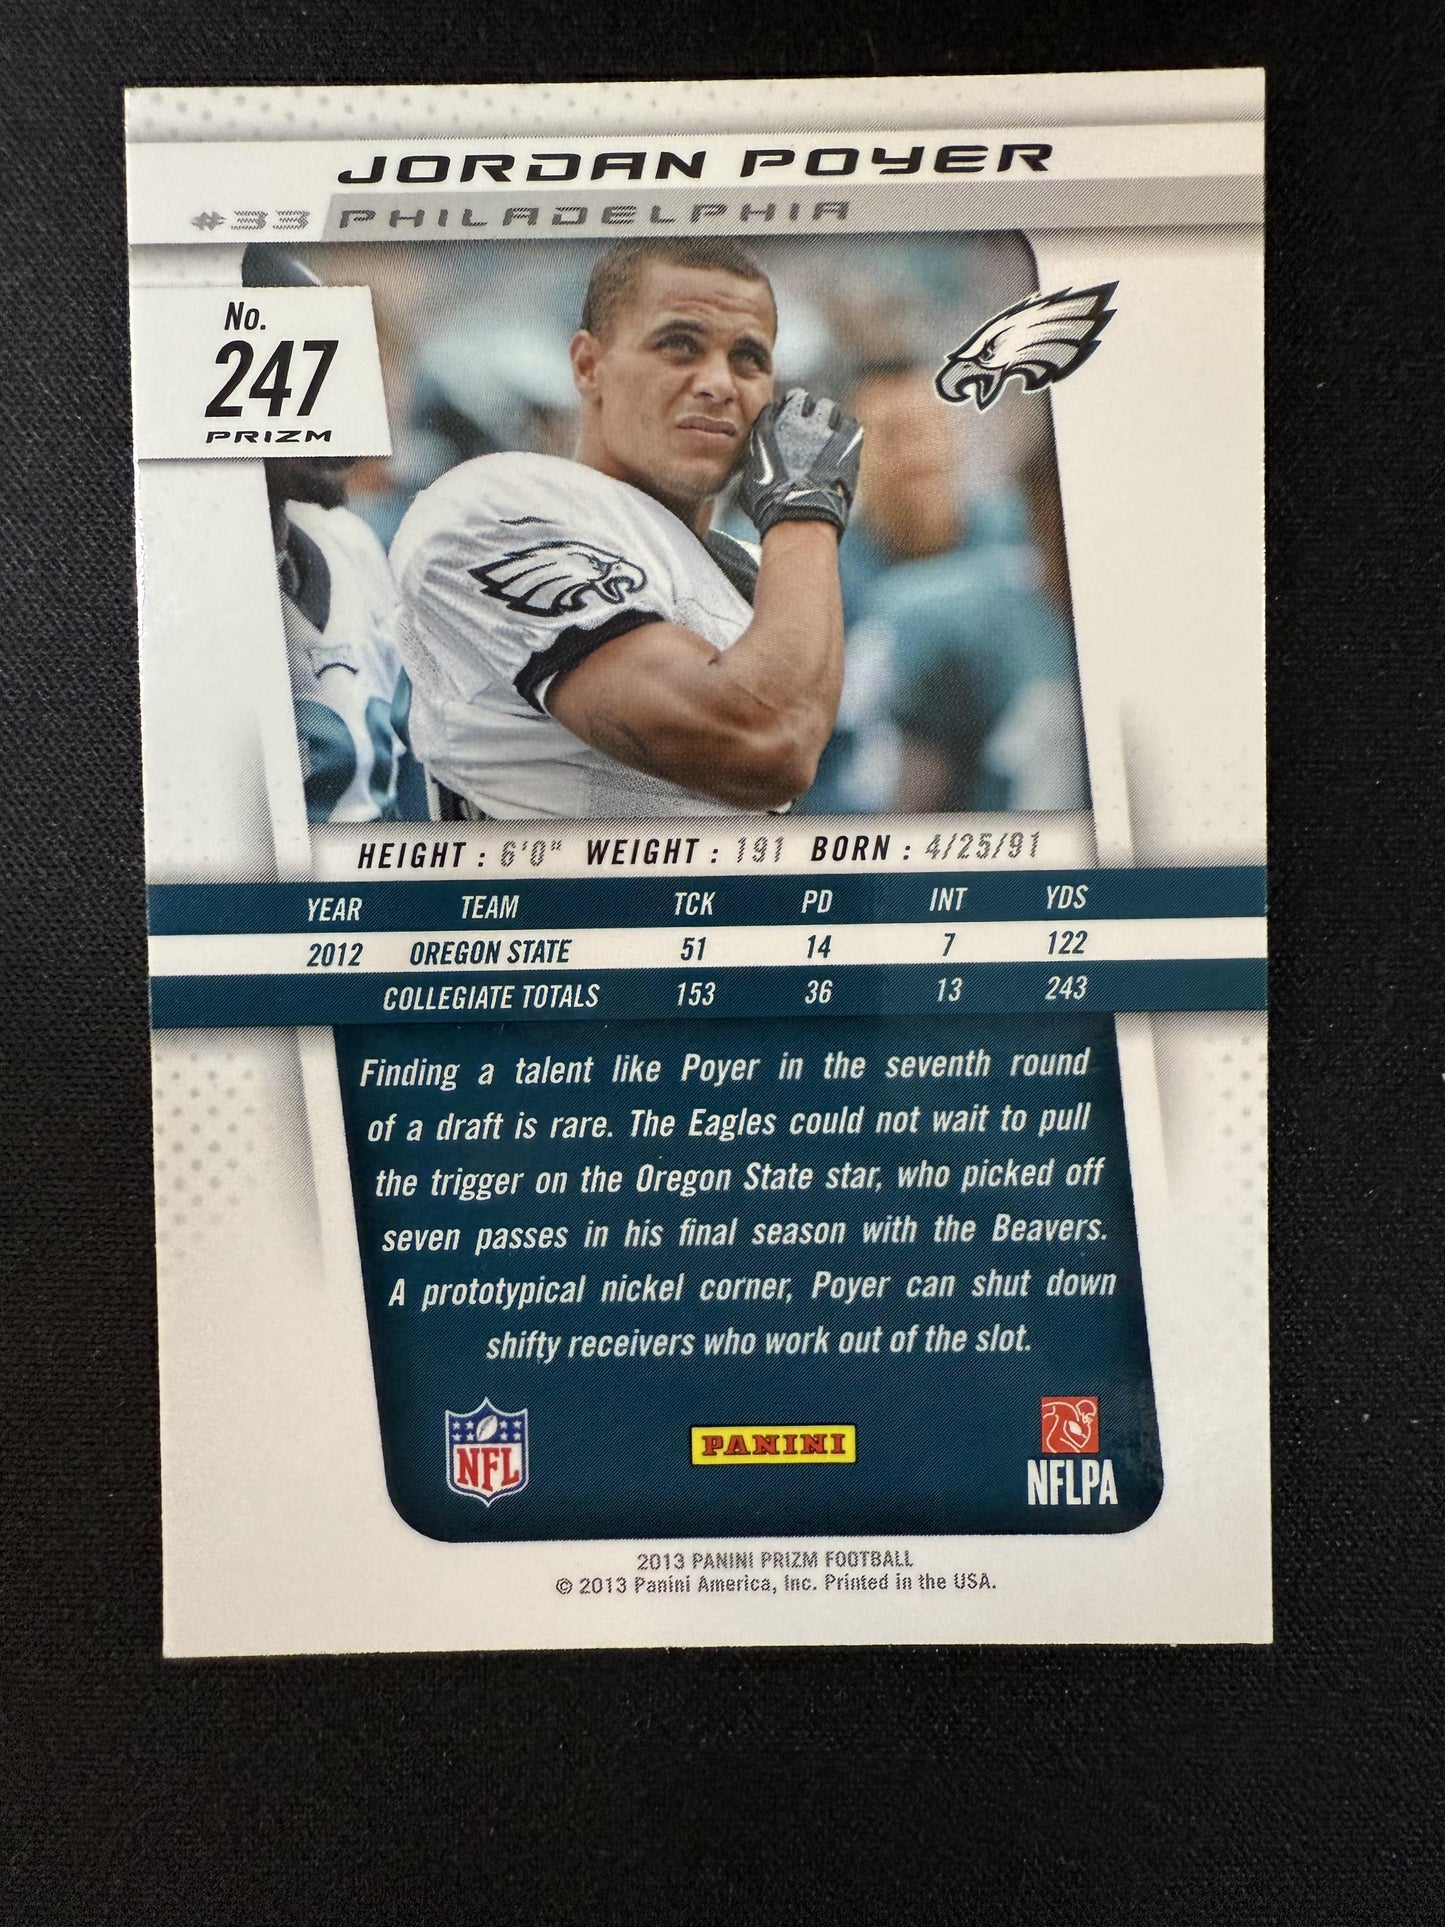 JORDAN POYER
#33 PHILADELPHIA
No.
247
PRIZM
HEIGHT : 6'0" WEIGHT : 191 BORN : 4/25/91
YEAR TEAM TCK PD INT YDS
2012 OREGON STATE 51 14 7 122
COLLEGIATE TOTALS 153 36 13 243
Finding a talent like Poyer in the seventh round
of a draft is rare. The Eagles could not wait to pull
the trigger on the Oregon State star, who picked off
seven passes in his final season with the Beavers.
A prototypical nickel corner, Poyer can shut down
shifty receivers who work out of the slot.
NFL PANINI NFLPA
2013 PANINI PRIZM FOOTBALL
© 2013 Panini America, Inc. Printed in the USA.